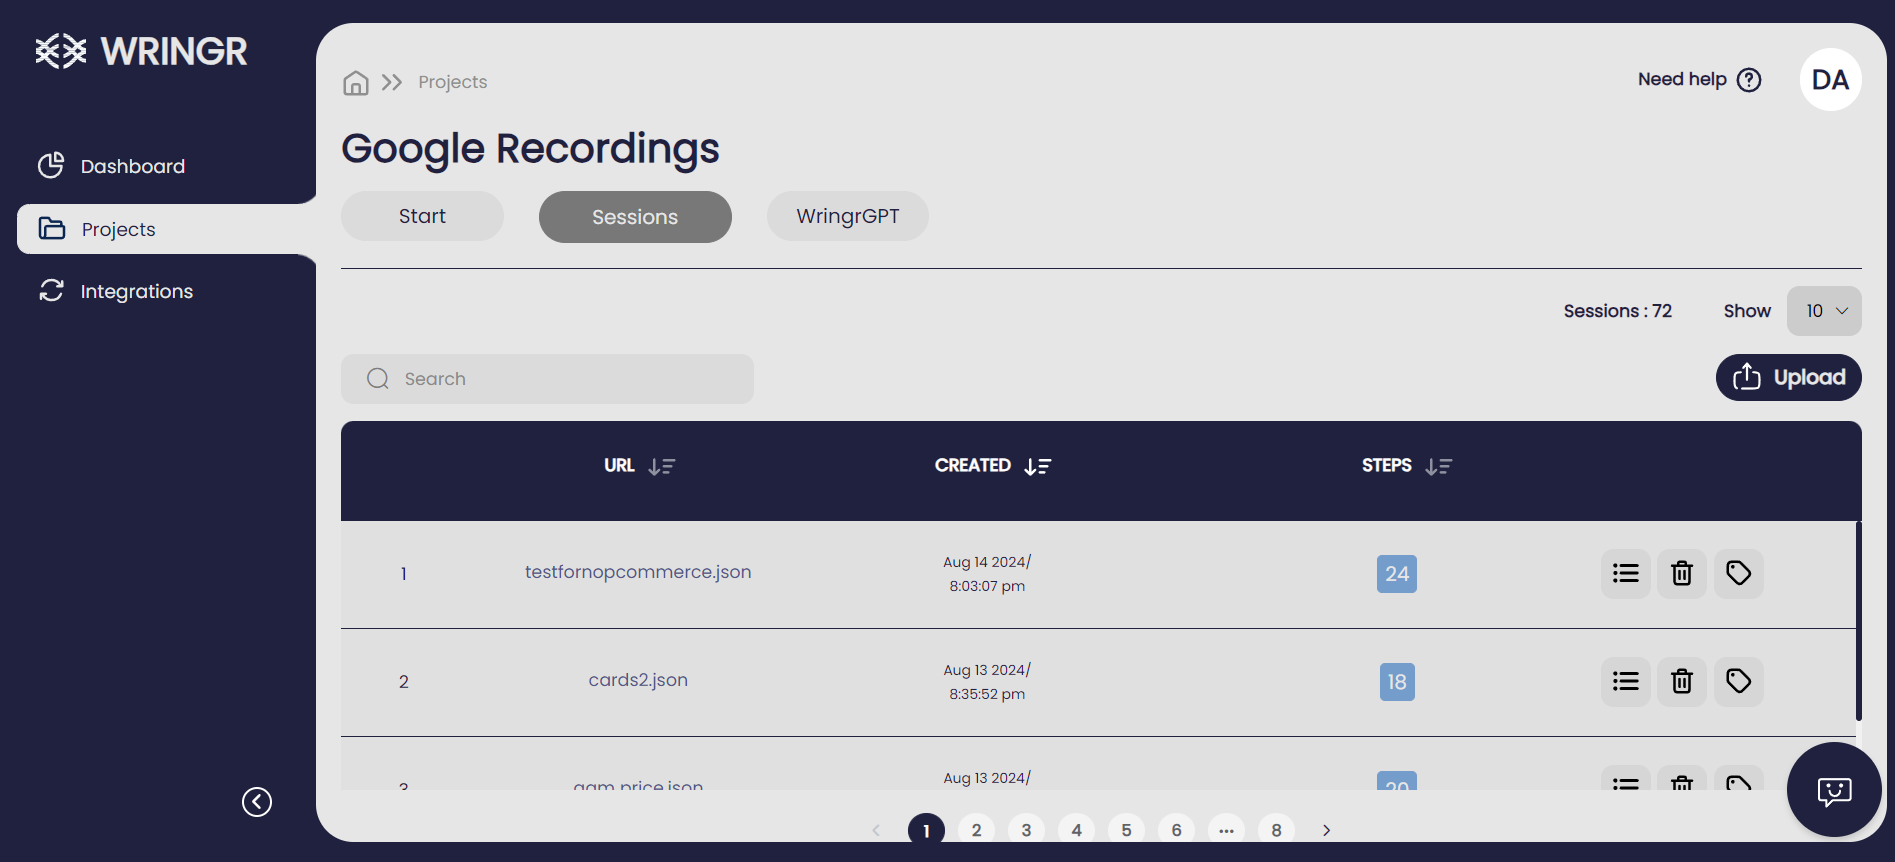 WRINGR
Dashboard
Projects
Integrations
Projects
Need help
DA
Google Recordings
Start
Sessions
WringrGPT
Sessions : 72
Show
10
Search
Upload
URL
CREATED
STEPS
1
testfornopcommerce.json
Aug 14 2024/
8:03:07 pm
24
2
cards2.json
Aug 13 2024/
8:35:52 pm
18
3
Aug 13 2024/
20
1 2 3 4 5 6 ... 8